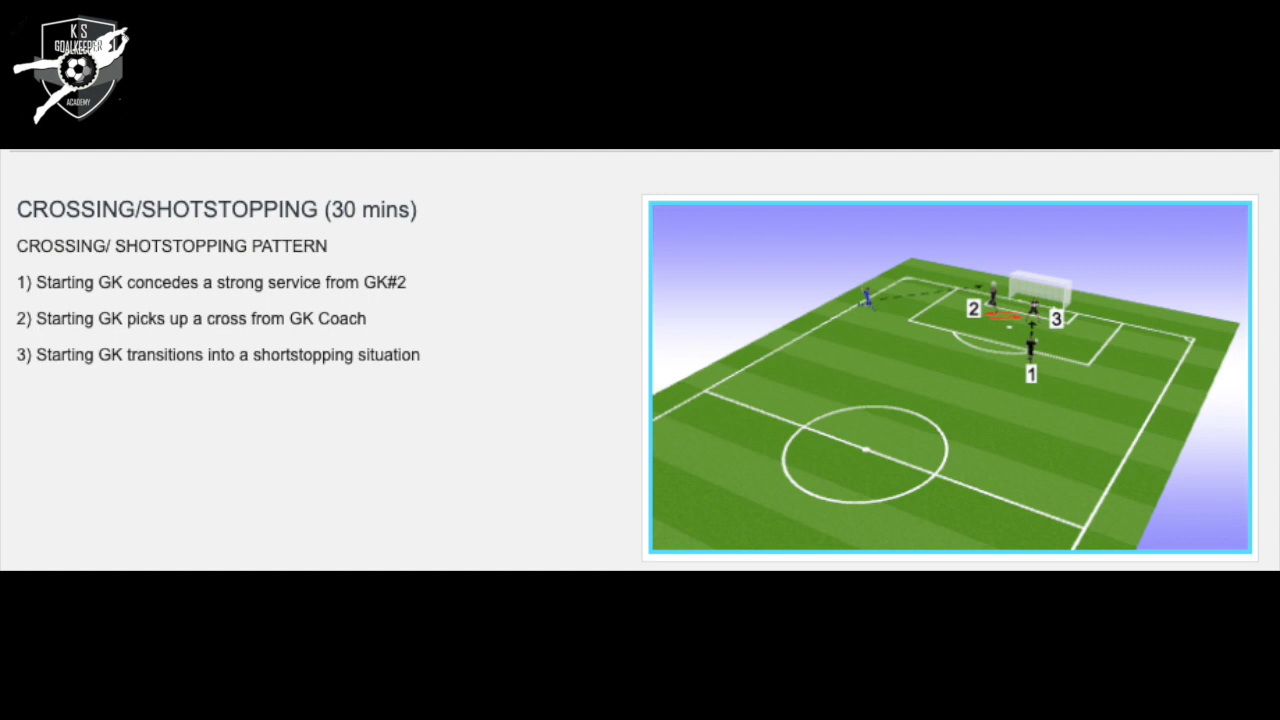 K S
GOALKEEPER
ACADEMY
CROSSING/SHOTSTOPPING (30 mins)
CROSSING/ SHOTSTOPPING PATTERN
1) Starting GK concedes a strong service from GK#2
2) Starting GK picks up a cross from GK Coach
3) Starting GK transitions into a shortstopping situation
2
3
1